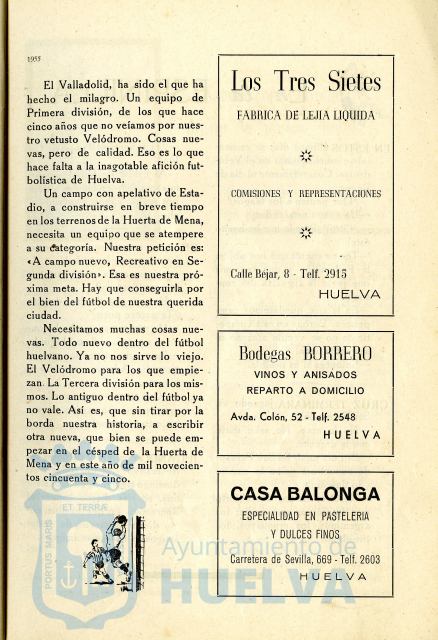 1955
El Valladolid, ha sido el que ha
hecho el milagro. Un equipo de
Primera división, de los que hace
cinco años que no veíamos por nues-
tro vetusto Velódromo. Cosas nue-
vas, pero de calidad. Eso es lo que
hace falta a la inagotable afición fut-
bolística de Huelva.
Un campo con apelativo de Esta-
dio, a construirse en breve tiempo
en los terrenos de la Huerta de Mena,
necesita un equipo que se atempere
a su categoría. Nuestra petición es:
«A campo nuevo, Recreativo en Se-
gunda división». Esa es nuestra pró-
xima meta. Hay que conseguirla por
el bien del fútbol de nuestra querida
ciudad.
Necesitamos muchas cosas nue-
vas. Todo nuevo dentro del fútbol
huelvano. Ya no nos sirve lo viejo.
El Velódromo para los que empie-
zan. La Tercera división para los mis-
mos. Lo antiguo dentro del fútbol ya
no vale. Así es, que sin tirar por la
borda nuestra historia, a escribir
otra nueva, que bien se puede em-
pezar en el césped de la Huerta de
Mena y en este año de mil novecien-
tos cincuenta y cinco.
Los Tres Sietes
FABRICA DE LEJIA LIQUIDA
COMISIONES Y REPRESENTACIONES
Calle Bejar, 8 - Telf. 2915
HUELVA
Bodegas BORRERO
VINOS Y ANISADOS
REPARTO A DOMICILIO
Avda. Colón, 52 - Telf. 2548
HUELVA
CASA BALONGA
ESPECIALIDAD EN PASTELERIA
Y DULCES FINOS
Carretera de Sevilla, 669 - Telf. 2603
HUELVA
PORTUS MARIS
ET TERRÆ
Ayuntamiento de
HUELVA